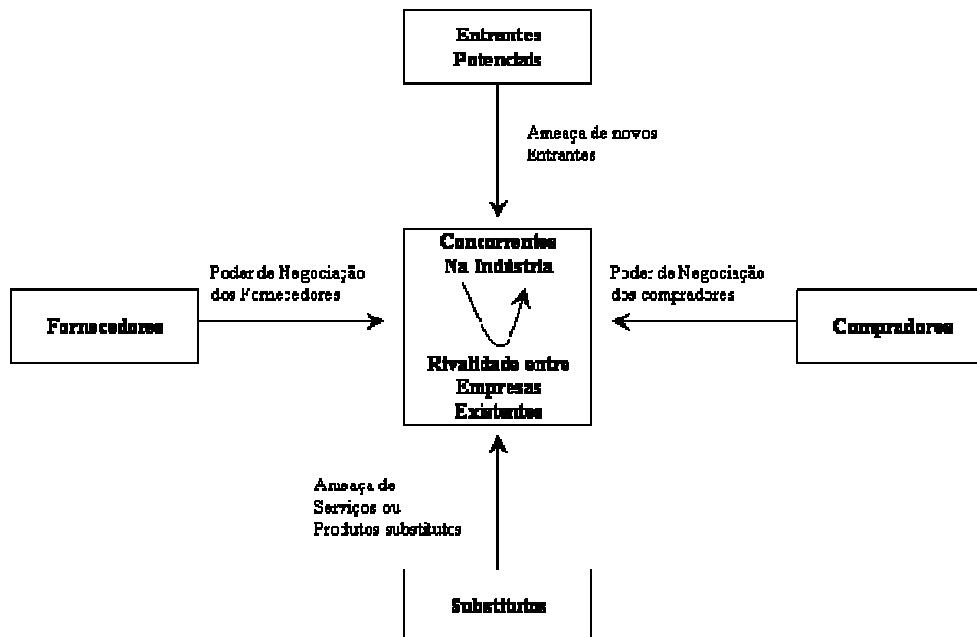 Entrantes
Potenciais
Ameaça de novos
Entrantes
Concorrentes
Na Indústria
Poder de Negociação
dos Fornecedores
Poder de Negociação
dos compradores
Fornecedores
Compradores
Rivalidade entre
Empresas
Existentes
Ameaça de
Serviços ou
Produtos substitutos
Substitutos